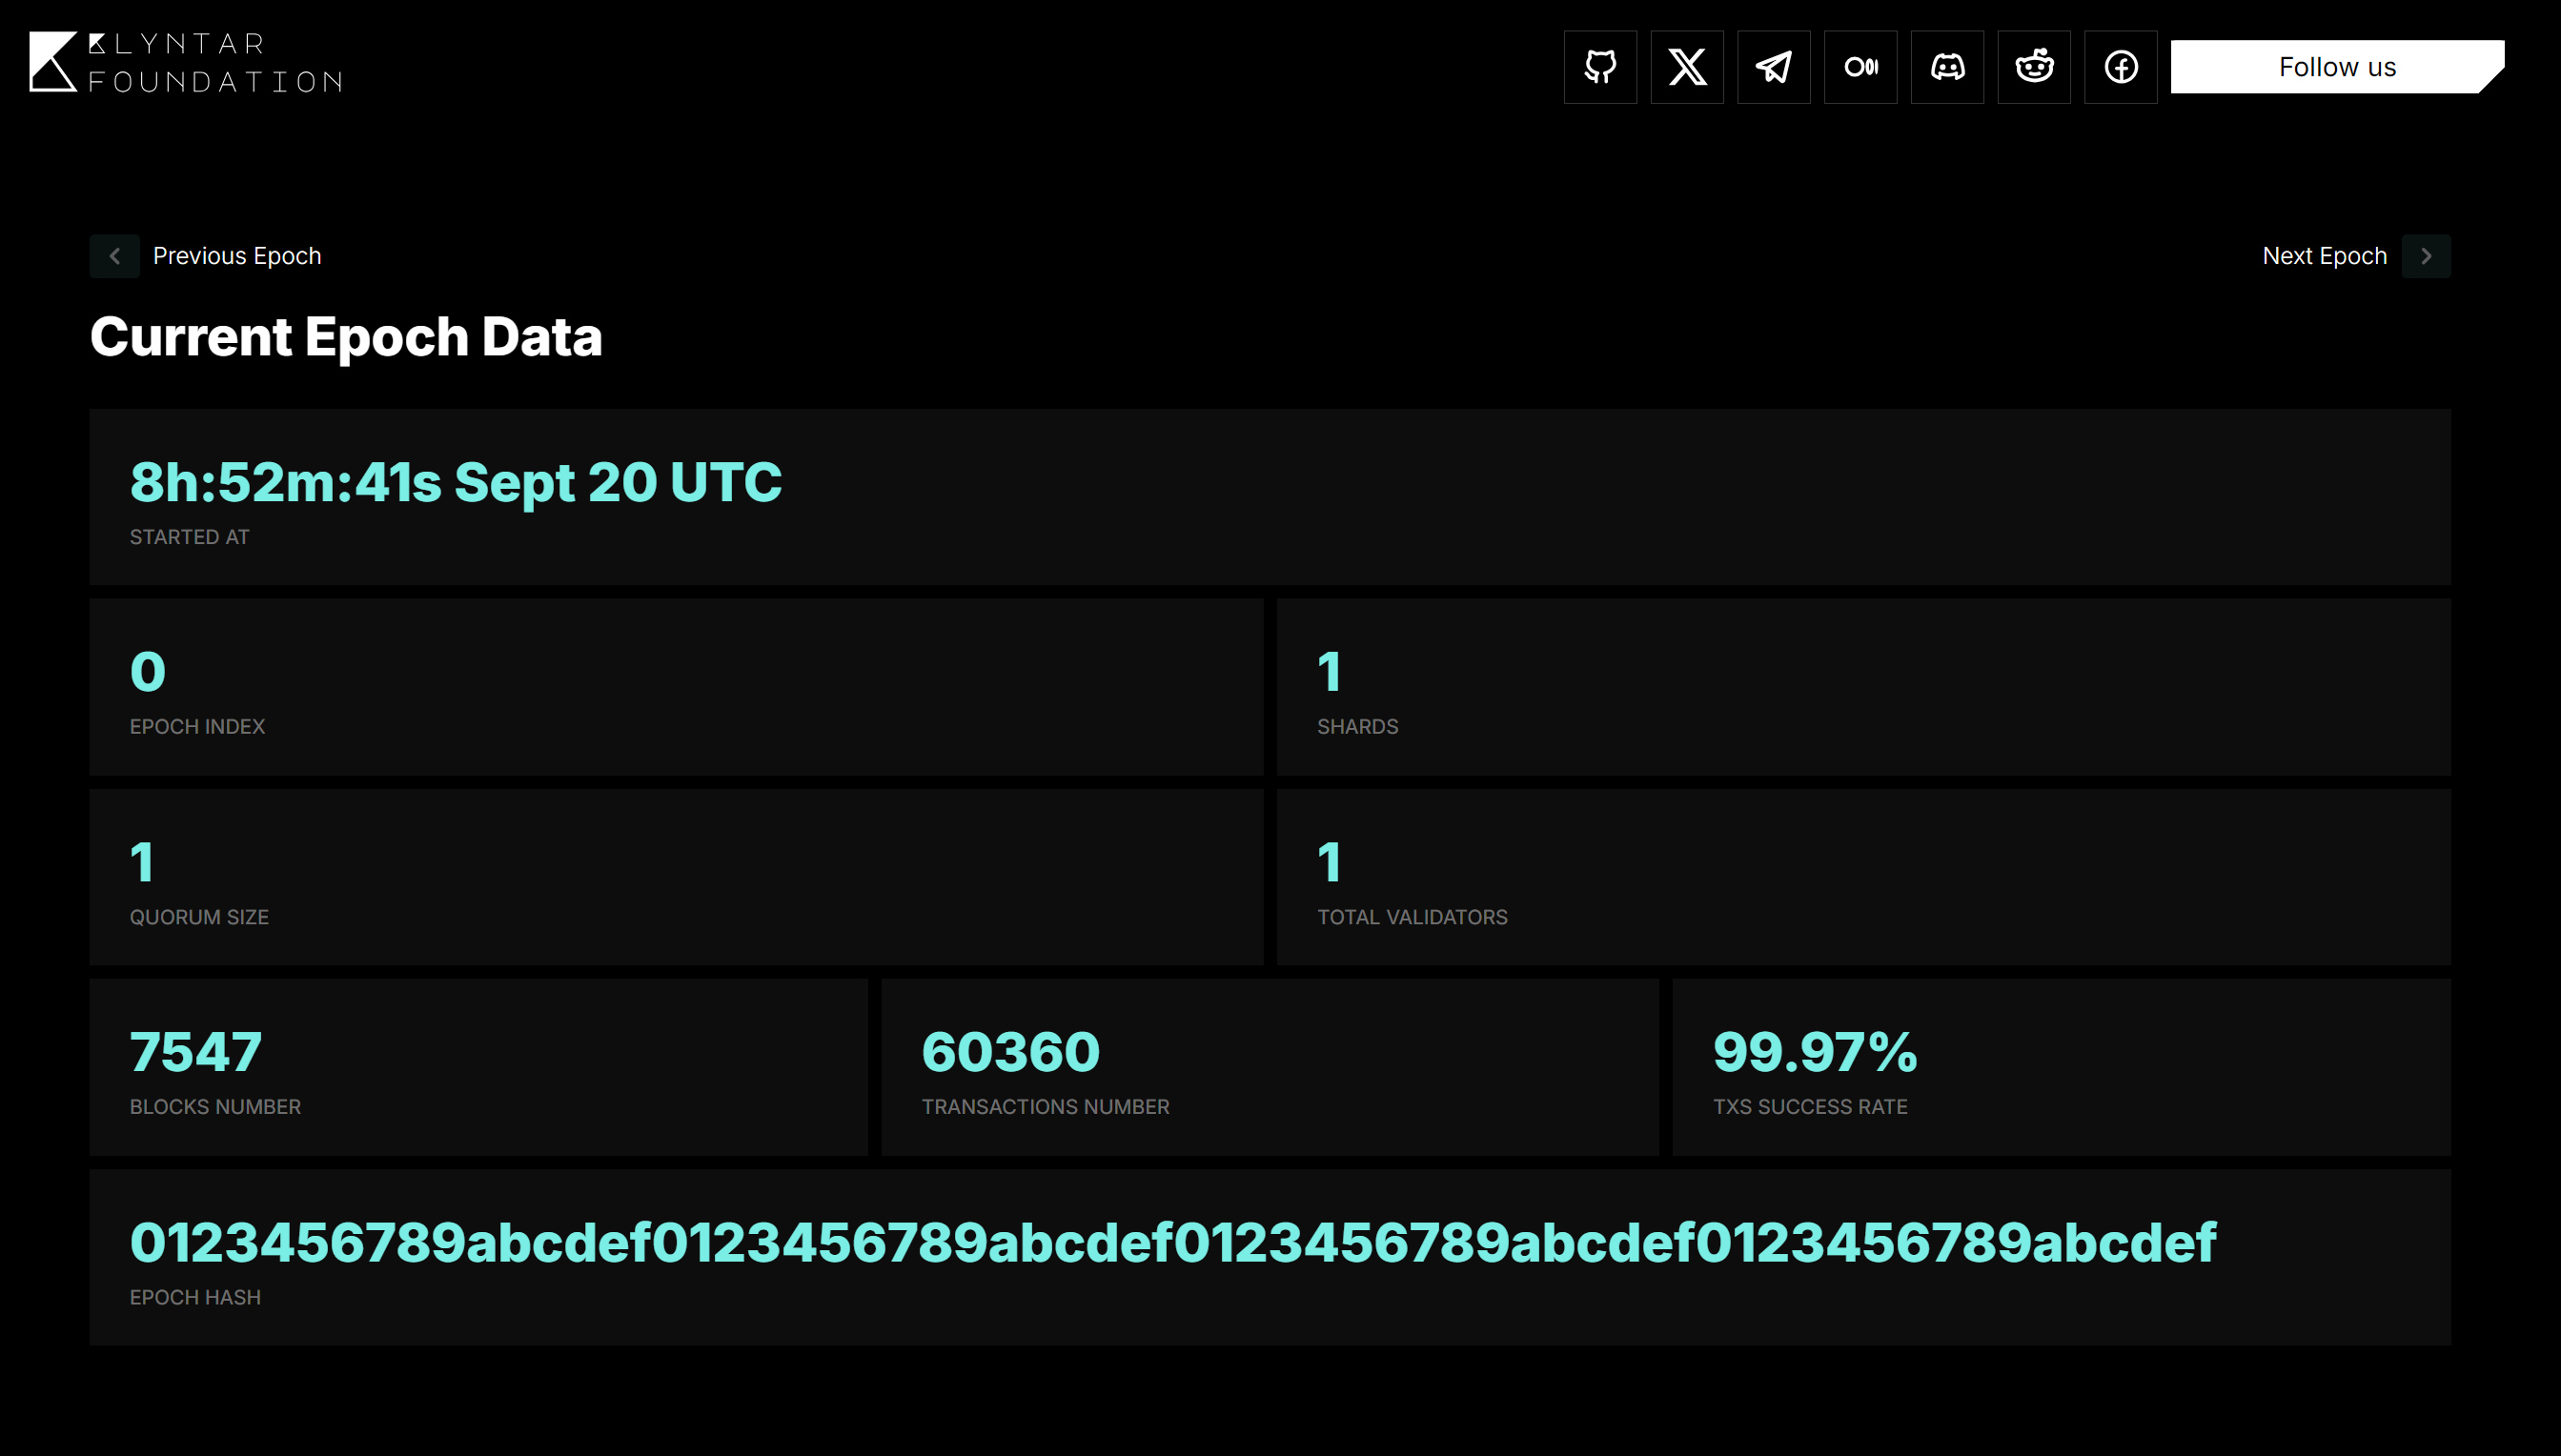 KLYNTAR
FOUNDATION
Follow us
Previous Epoch
Next Epoch
Current Epoch Data
8h:52m:41s Sept 20 UTC
STARTED AT
0
EPOCH INDEX
1
SHARDS
1
QUORUM SIZE
1
TOTAL VALIDATORS
7547
BLOCKS NUMBER
60360
TRANSACTIONS NUMBER
99.97%
TXS SUCCESS RATE
0123456789abcdef0123456789abcdef0123456789abcdef0123456789abcdef
EPOCH HASH